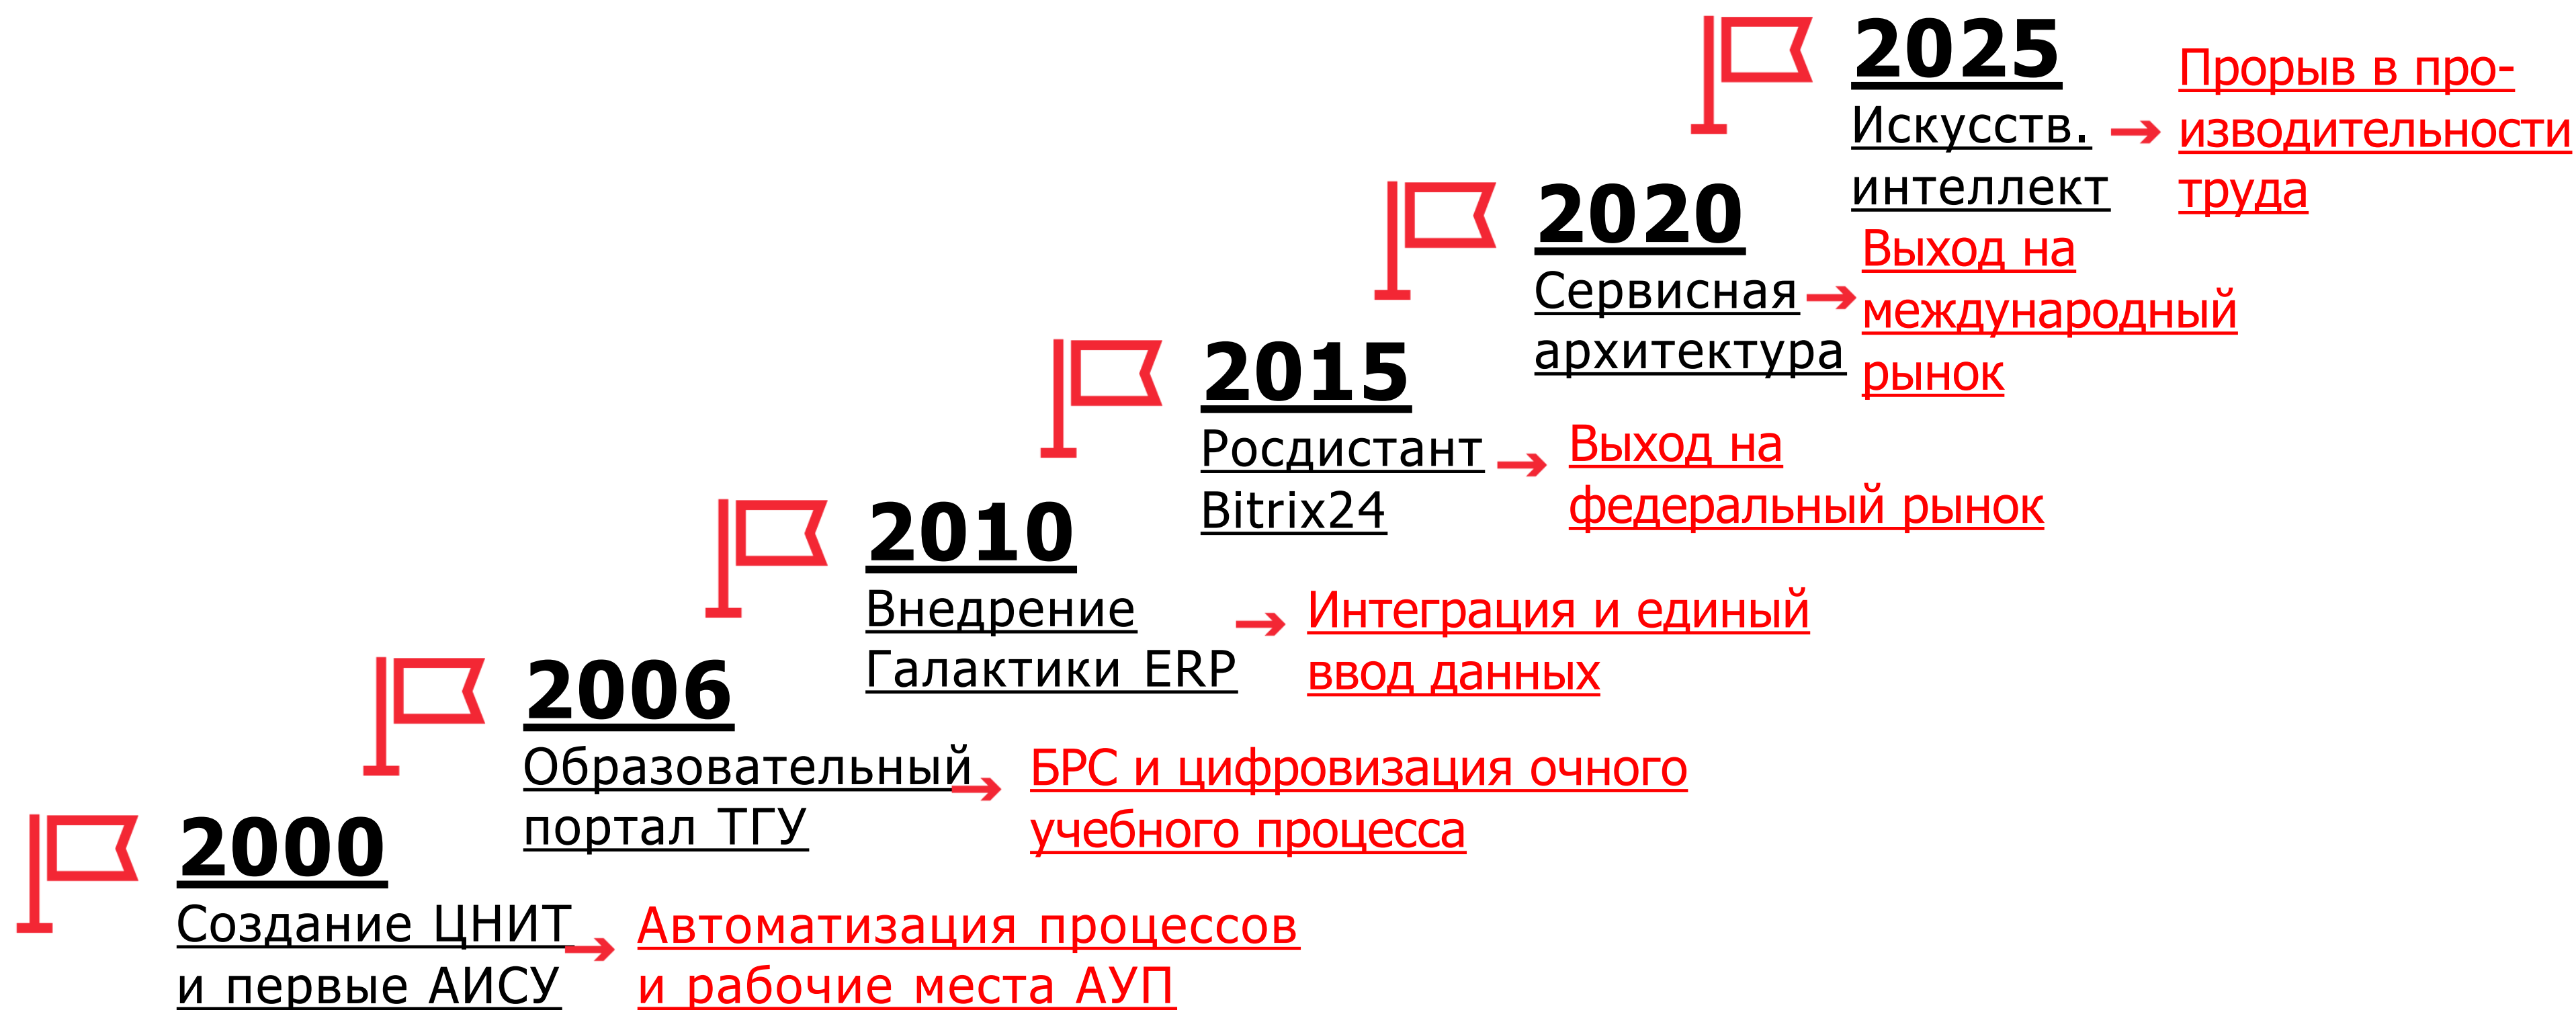 2025
Искусств.
интеллект
Прорыв в про-
изводительности
труда
2020
Сервисная
архитектура
Выход на
международный
рынок
2015
Росдистант
Bitrix24
Выход на
федеральный рынок
2010
Внедрение
Галактики ERP
Интеграция и единый
ввод данных
2006
Образовательный
портал ТГУ
БРС и цифровизация очного
учебного процесса
2000
Создание ЦНИТ
и первые АИСУ
Автоматизация процессов
и рабочие места АУП